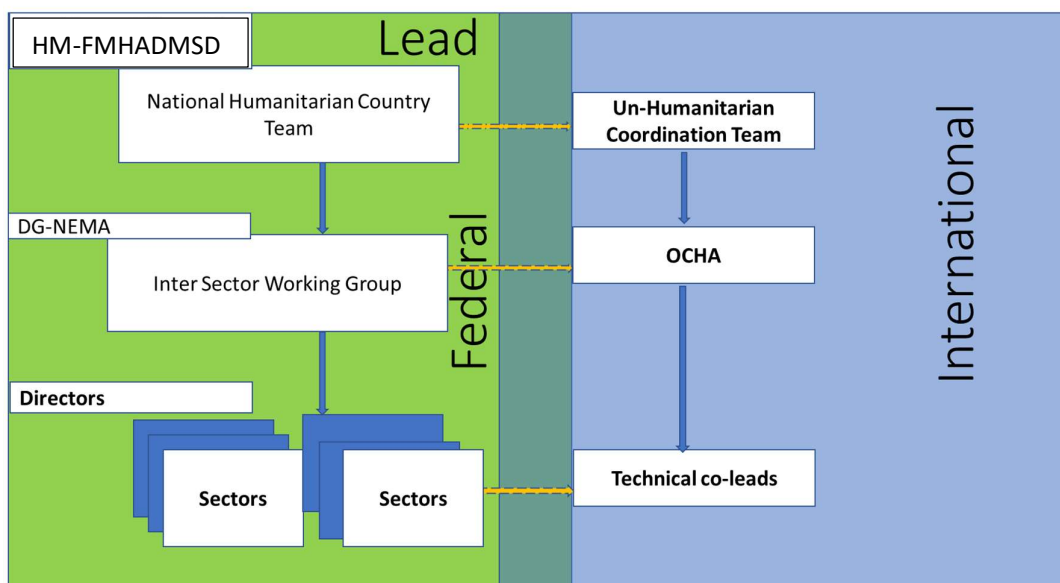 HM-FMHADMSD
Lead
National Humanitarian Country
Team
Un-Humanitarian
Coordination Team
International
DG-NEMA
Inter Sector Working Group
Federal
OCHA
Directors
Sectors
Sectors
Technical co-leads